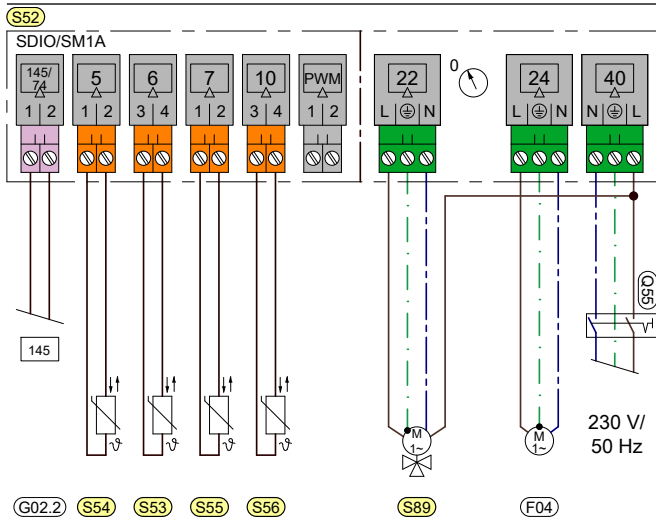 S52
SDIO/SM1A
145/
74
5
6
7
10
PWM
22
0
24
40
1 2
1 2
3 4
1 2
3 4
1 2
L N
L N
N L
Q55
145
ϑ
ϑ
ϑ
ϑ
M
1~
M
1~
230 V/
50 Hz
G02.2
S54
S53
S55
S56
S89
F04